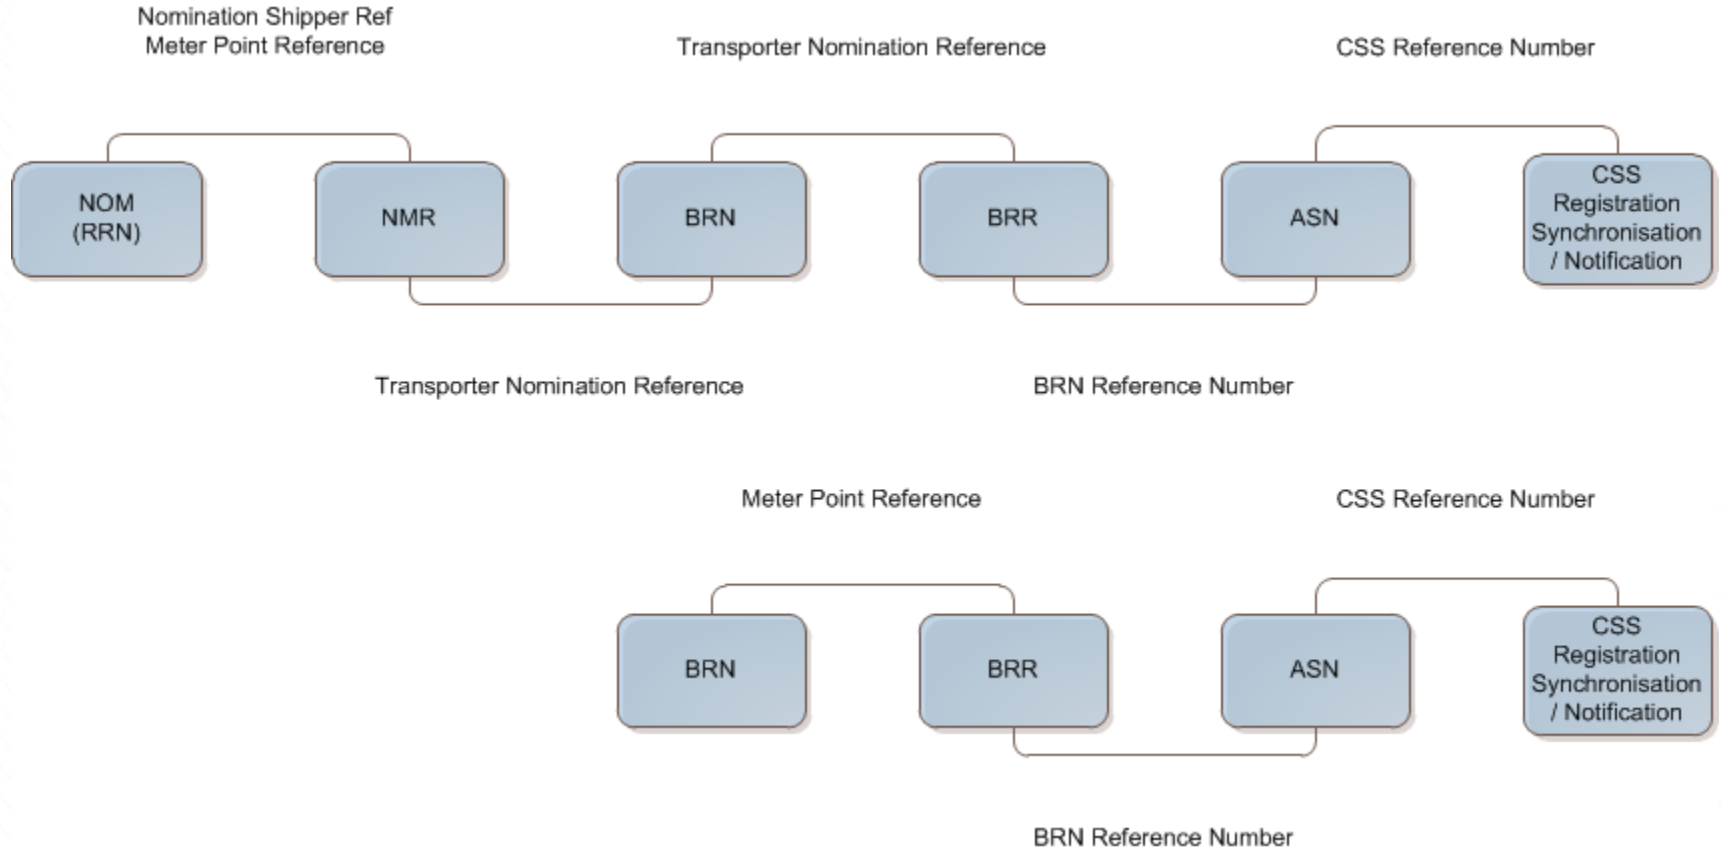 Nomination Shipper Ref
Meter Point Reference
Transporter Nomination Reference
CSS Reference Number
NOM
(RRN)
NMR
BRN
BRR
ASN
CSS
Registration
Synchronisation
/ Notification
Transporter Nomination Reference
BRN Reference Number
Meter Point Reference
CSS Reference Number
BRN
BRR
ASN
CSS
Registration
Synchronisation
/ Notification
BRN Reference Number